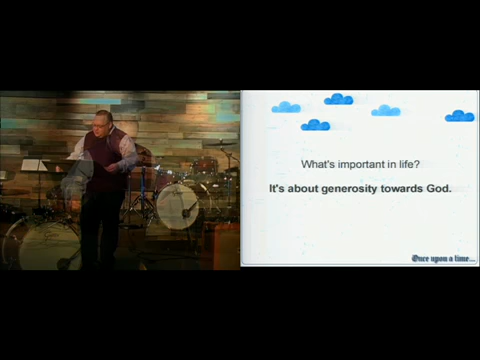 What's important in life?
It's about generosity towards God.
Once upon a time...